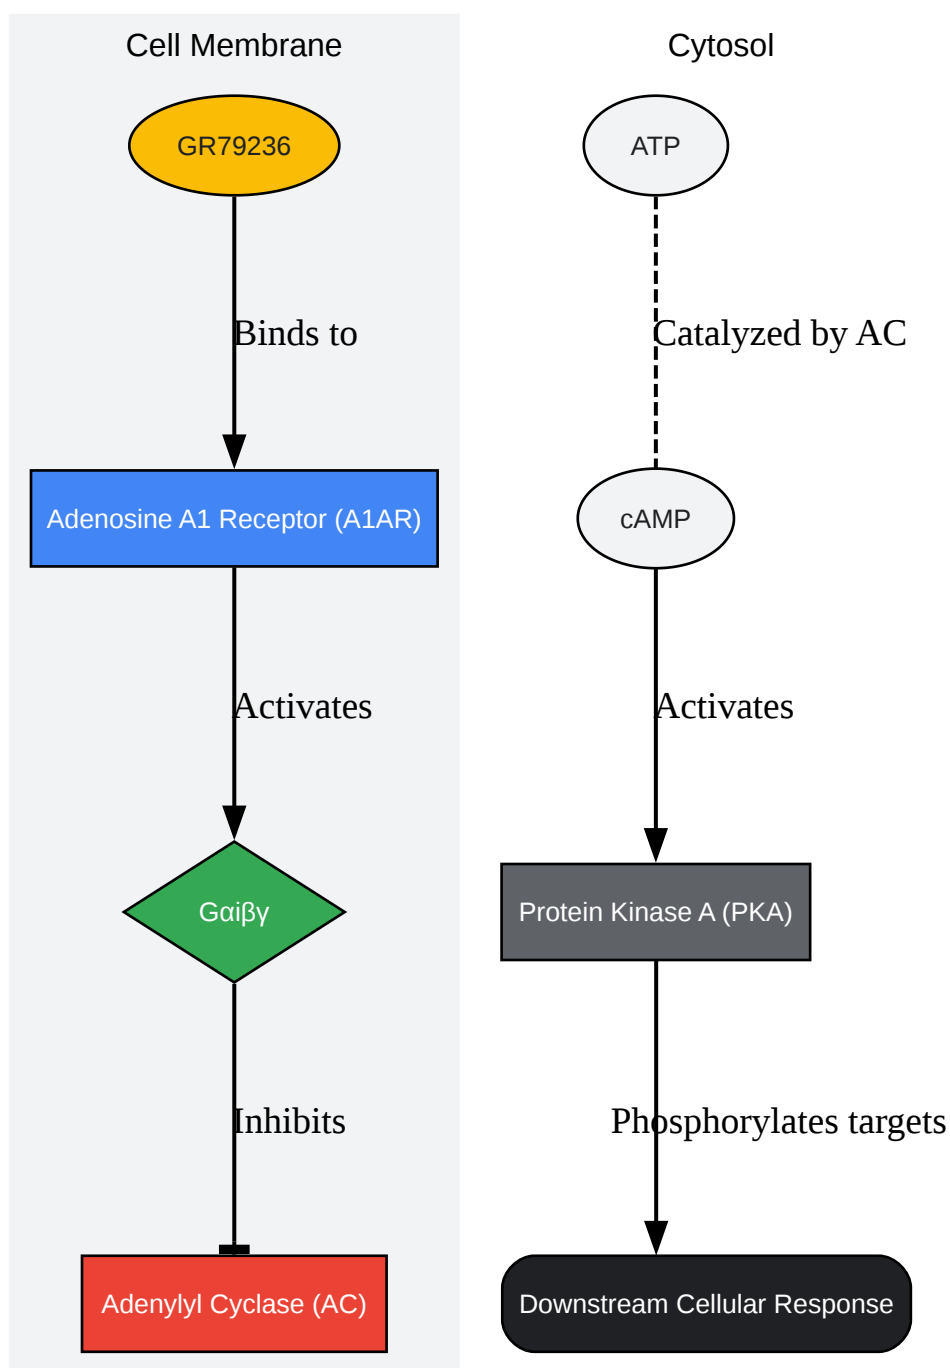 Cell Membrane
GR79236
Binds to
Adenosine A1 Receptor (A1AR)
Activates
Gαiβγ
Inhibits
Adenylyl Cyclase (AC)
Cytosol
ATP
Catalyzed by AC
cAMP
Activates
Protein Kinase A (PKA)
Phosphorylates targets
Downstream Cellular Response